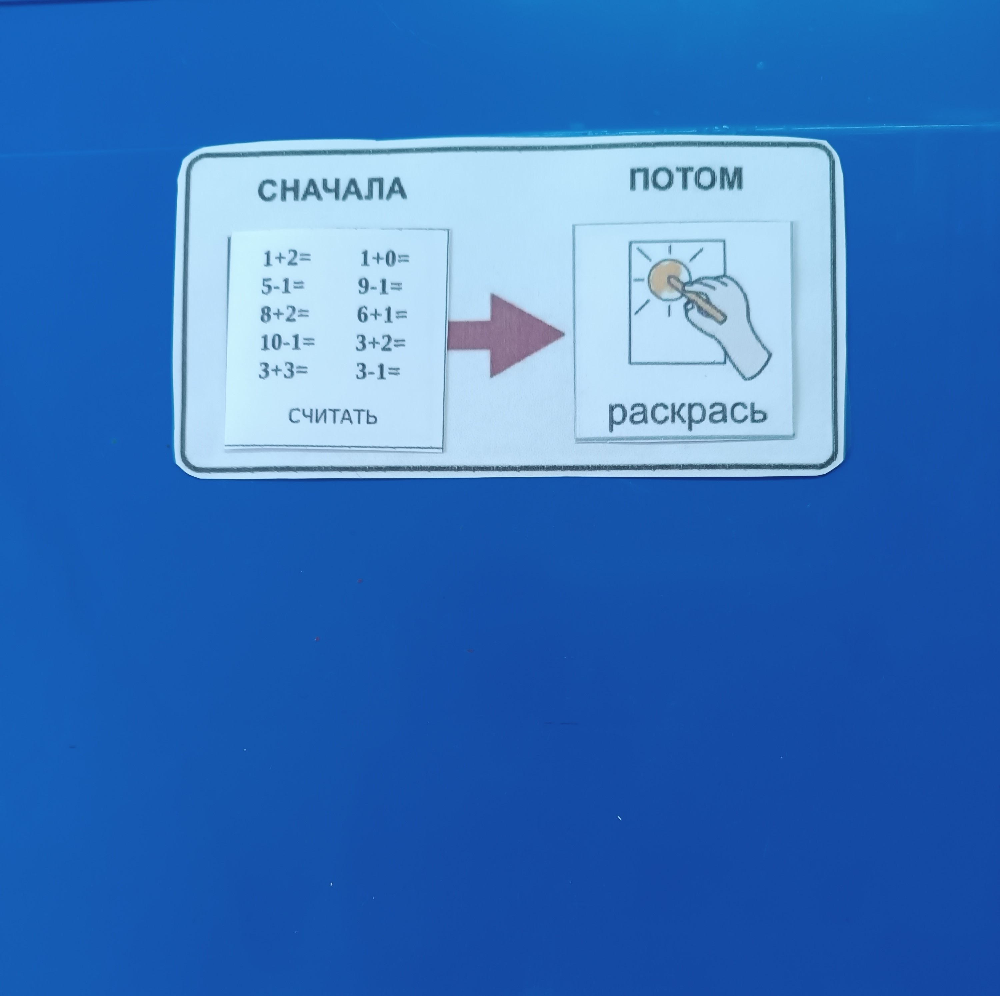 СНАЧАЛА
ПОТОМ
1+2= 1+0=
5-1= 9-1=
8+2= 6+1=
10-1= 3+2=
3+3= 3-1=
СЧИТАТЬ
раскрась